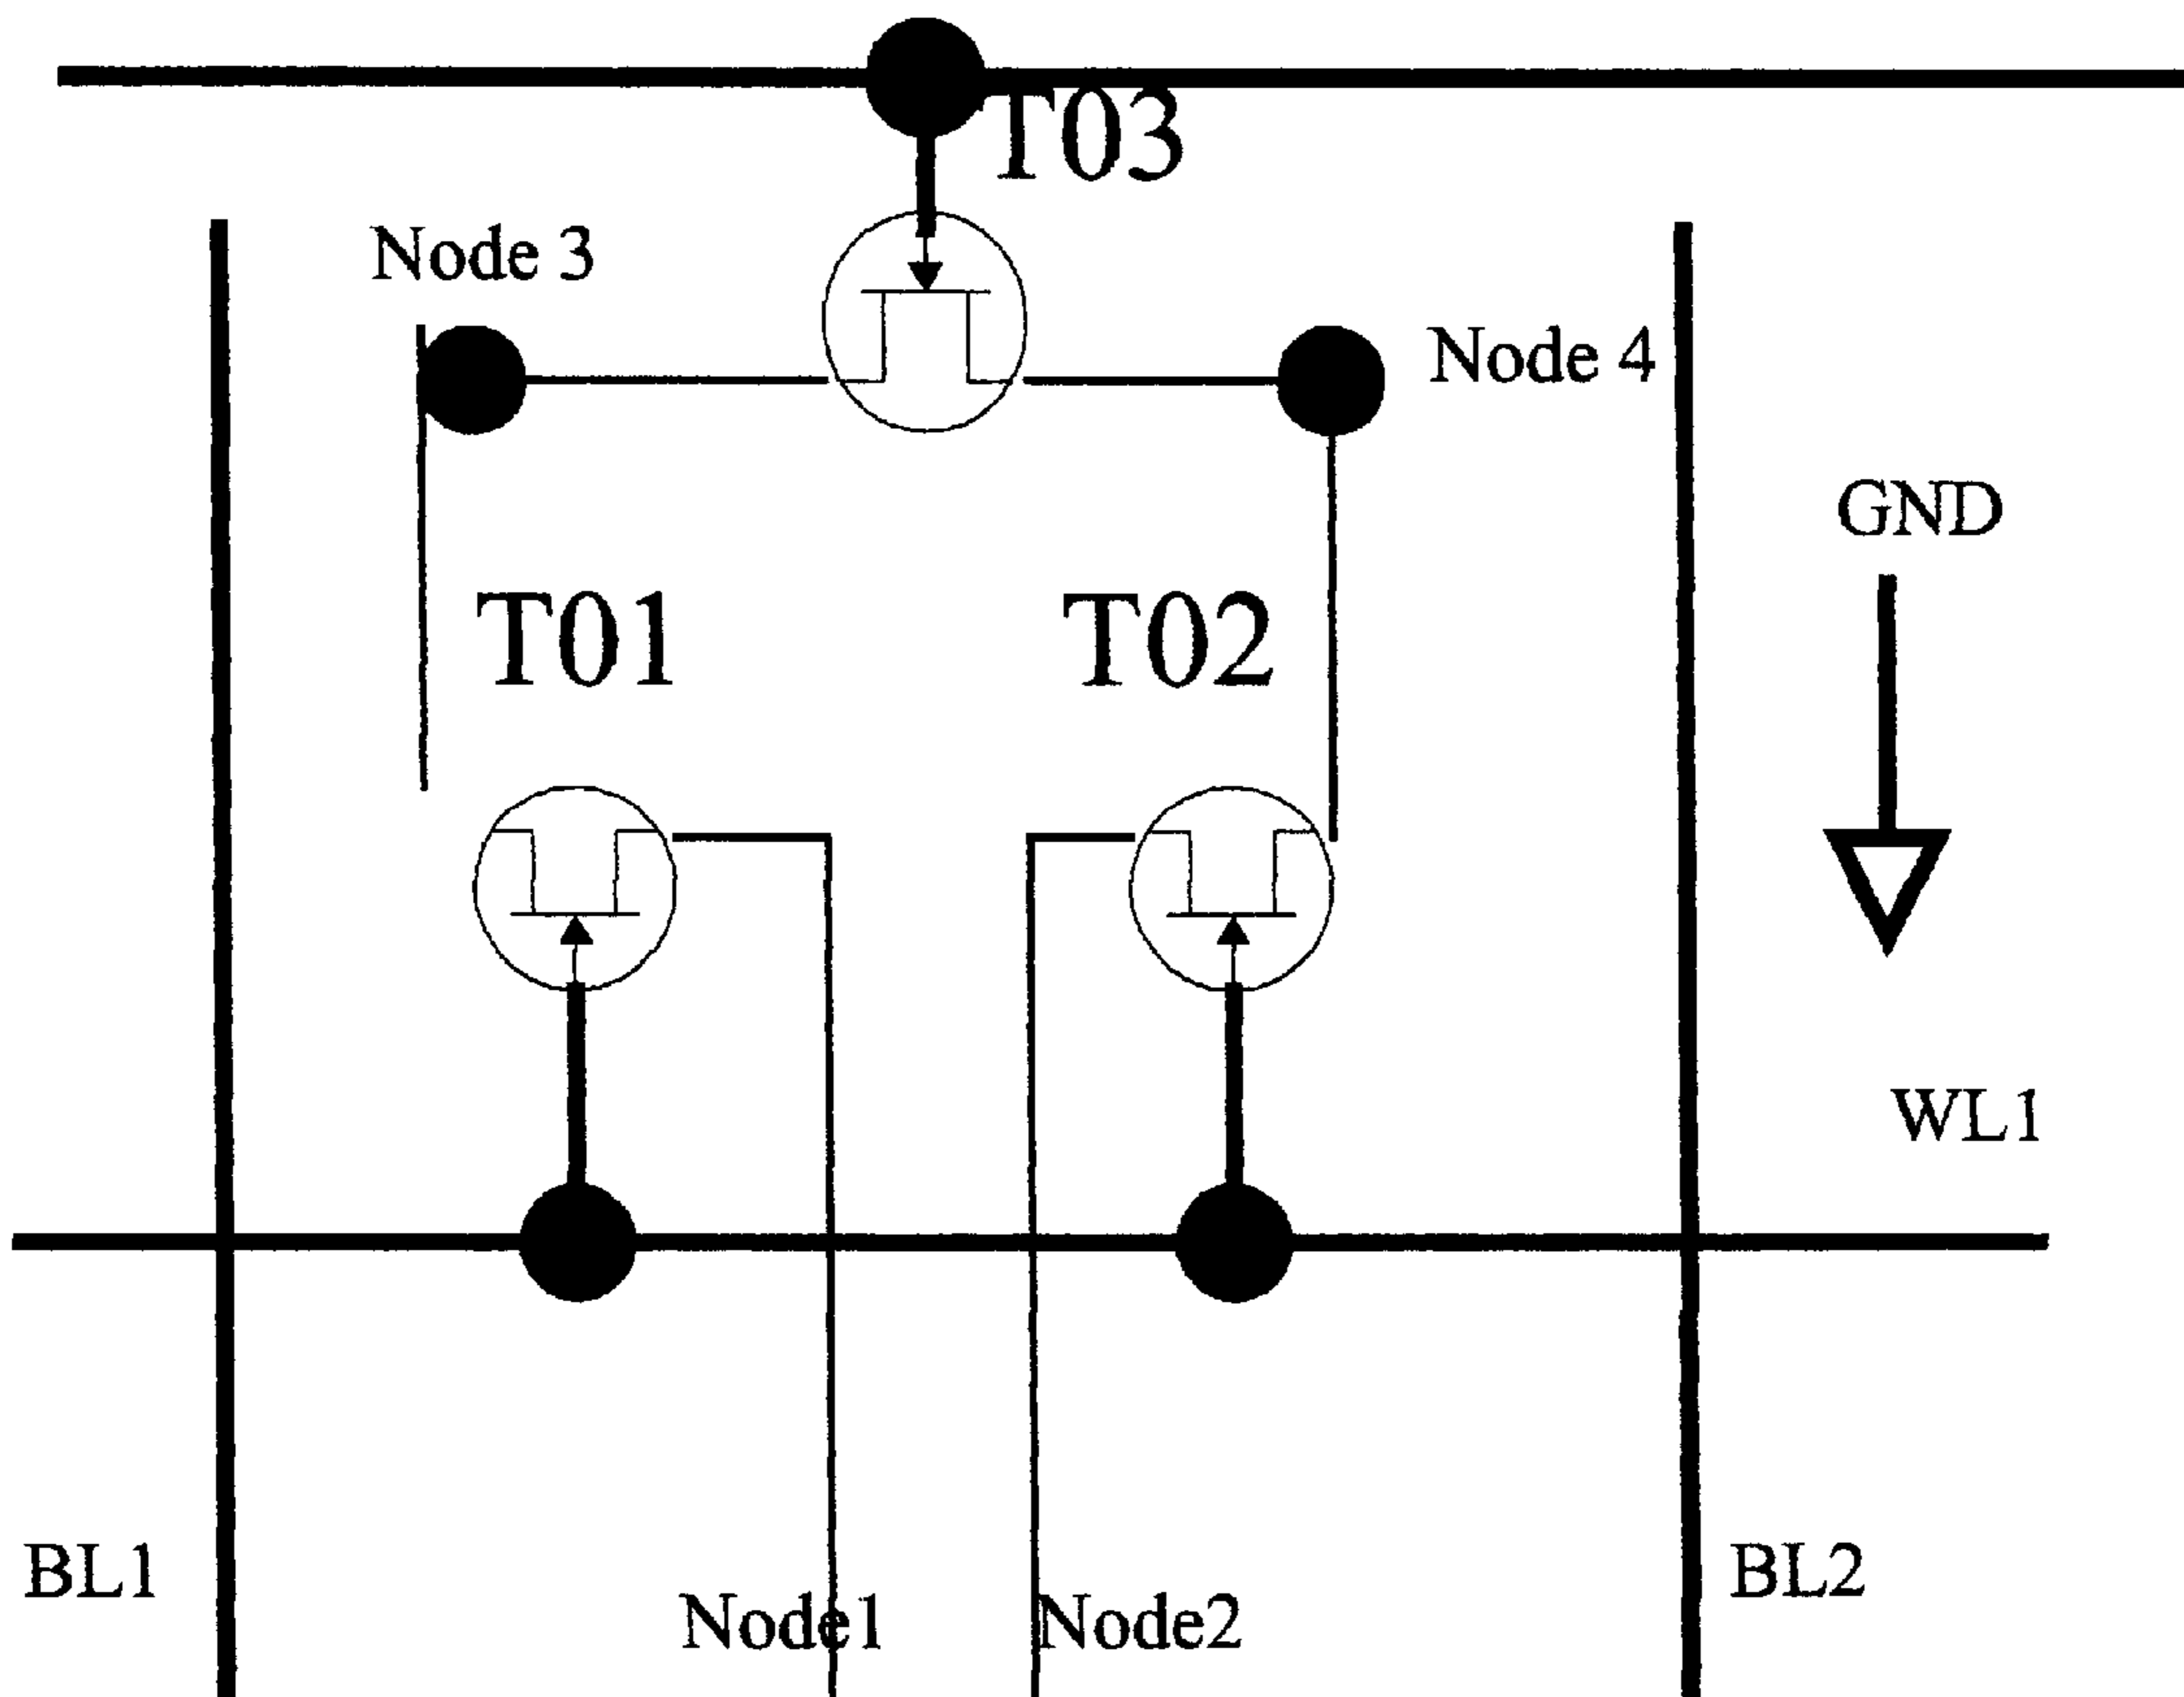 T03
Node 3
Node 4
GND
T01
T02
WL1
BL1
BL2
Node1
Node2